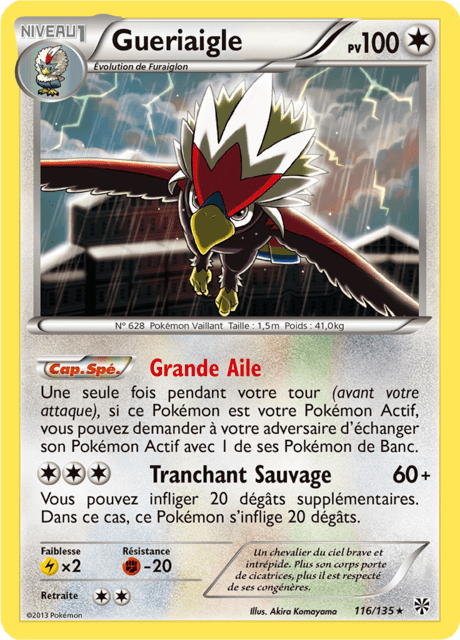 NIVEAU 1
Gueriaigle
PV 100
Évolution de Furaiglon
N° 628 Pokémon Vaillant Taille : 1,5 m Poids : 41,0kg
Cap. Spé. Grande Aile
Une seule fois pendant votre tour (avant votre
attaque), si ce Pokémon est votre Pokémon Actif,
vous pouvez demander à votre adversaire d'échanger
son Pokémon Actif avec 1 de ses Pokémon de Banc.
Tranchant Sauvage 60+
Vous pouvez infliger 20 dégâts supplémentaires.
Dans ce cas, ce Pokémon s'inflige 20 dégâts.
Faiblesse Résistance
×2 -20
Retraite
Un chevalier du ciel brave et
intrépide. Plus son corps porte
de cicatrices, plus il est respecté
de ses congénères.
©2013 Pokémon
Illus. Akira Komayama
116/135 ★